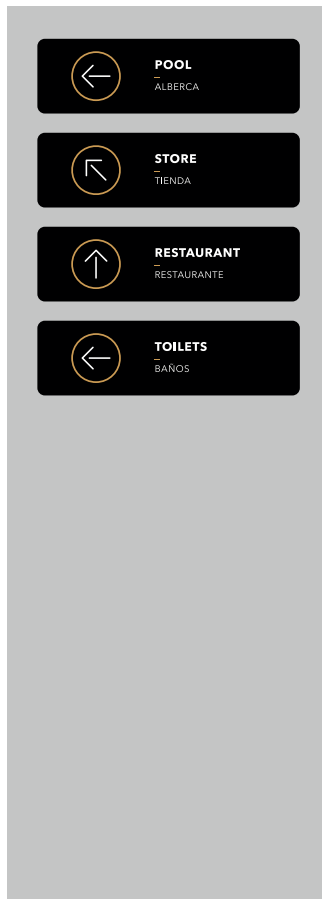 POOL
ALBERCA
STORE
TIENDA
RESTAURANT
RESTAURANTE
TOILETS
BAÑOS